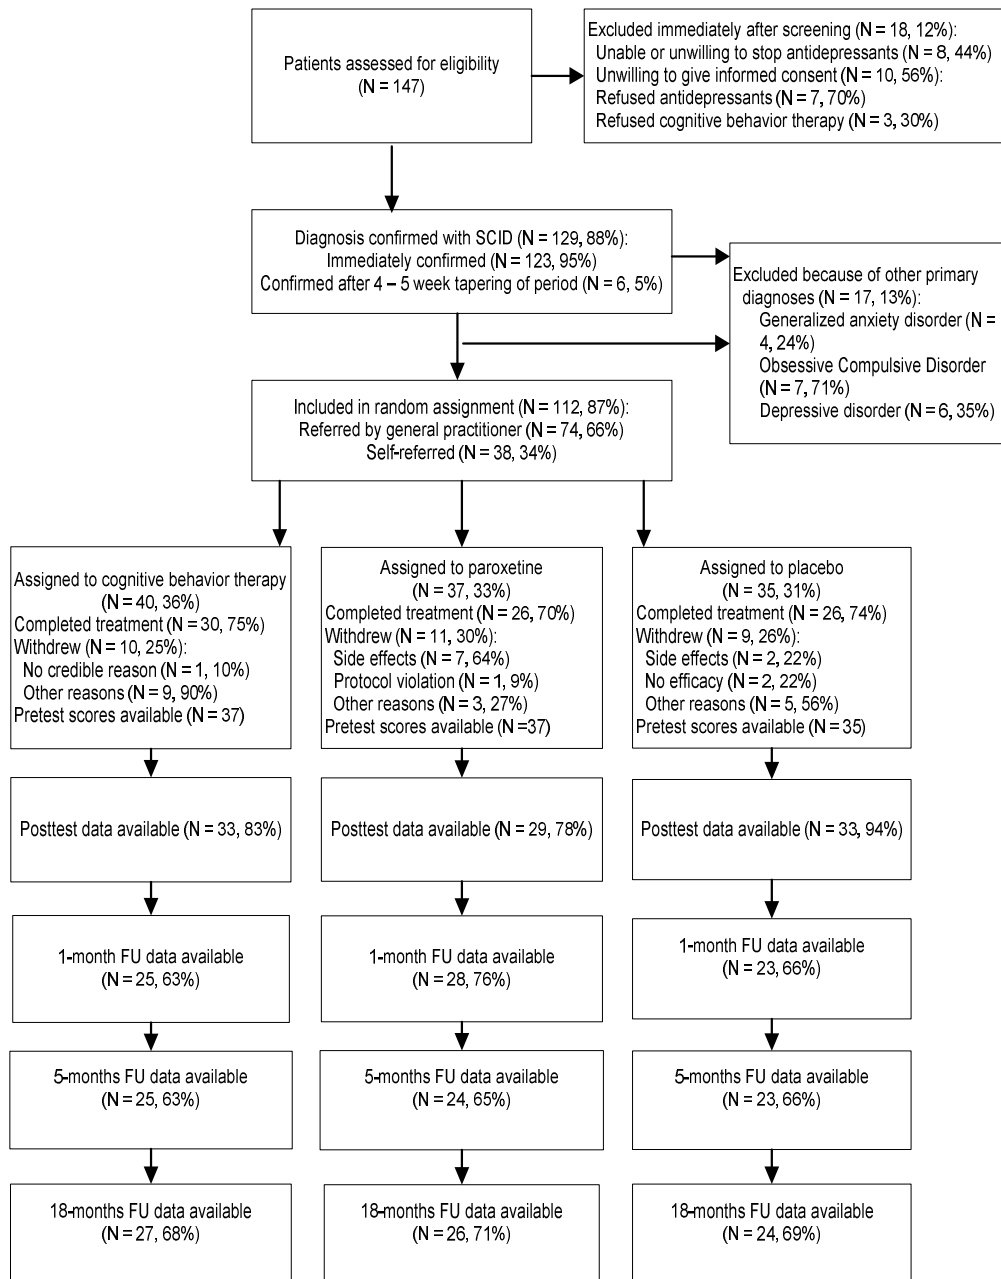 Patients assessed for eligibility
(N = 147)
Excluded immediately after screening (N = 18, 12%):
Unable or unwilling to stop antidepressants (N = 8, 44%)
Unwilling to give informed consent (N = 10, 56%):
Refused antidepressants (N = 7, 70%)
Refused cognitive behavior therapy (N = 3, 30%)
Diagnosis confirmed with SCID (N = 129, 88%):
Immediately confirmed (N = 123, 95%)
Confirmed after 4 – 5 week tapering of period (N = 6, 5%)
Excluded because of other primary
diagnoses (N = 17, 13%):
Generalized anxiety disorder (N =
4, 24%)
Obsessive Compulsive Disorder
(N = 7, 71%)
Depressive disorder (N = 6, 35%)
Included in random assignment (N = 112, 87%):
Referred by general practitioner (N = 74, 66%)
Self-referred (N = 38, 34%)
Assigned to cognitive behavior therapy
(N = 40, 36%)
Completed treatment (N = 30, 75%)
Withdrew (N = 10, 25%):
No credible reason (N = 1, 10%)
Other reasons (N = 9, 90%)
Pretest scores available (N = 37)
Assigned to paroxetine
(N = 37, 33%)
Completed treatment (N = 26, 70%)
Withdrew (N = 11, 30%):
Side effects (N = 7, 64%)
Protocol violation (N = 1, 9%)
Other reasons (N = 3, 27%)
Pretest scores available (N =37)
Assigned to placebo
(N = 35, 31%)
Completed treatment (N = 26, 74%)
Withdrew (N = 9, 26%):
Side effects (N = 2, 22%)
No efficacy (N = 2, 22%)
Other reasons (N = 5, 56%)
Pretest scores available (N = 35)
Posttest data available (N = 33, 83%)
Posttest data available (N = 29, 78%)
Posttest data available (N = 33, 94%)
1-month FU data available
(N = 25, 63%)
1-month FU data available
(N = 28, 76%)
1-month FU data available
(N = 23, 66%)
5-months FU data available
(N = 25, 63%)
5-months FU data available
(N = 24, 65%)
5-months FU data available
(N = 23, 66%)
18-months FU data available
(N = 27, 68%)
18-months FU data available
(N = 26, 71%)
18-months FU data available
(N = 24, 69%)